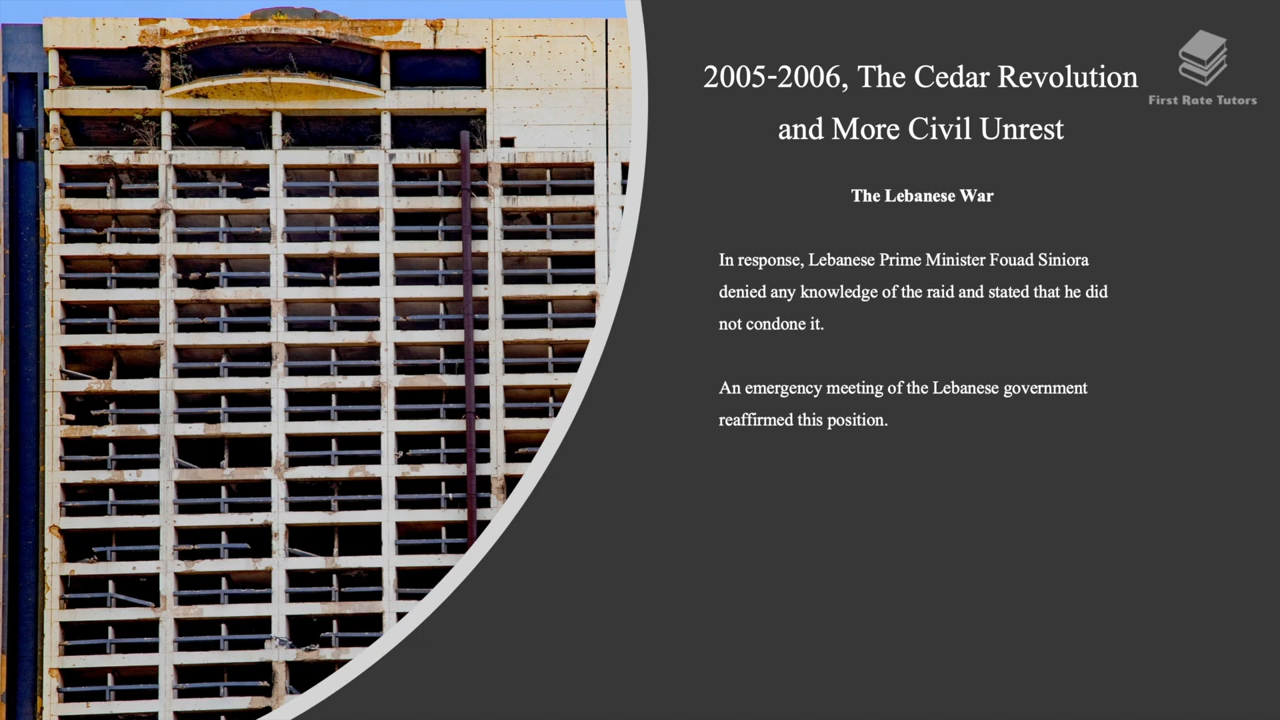 2005-2006, The Cedar Revolution
and More Civil Unrest
First Rate Tutors
The Lebanese War
In response, Lebanese Prime Minister Fouad Siniora
denied any knowledge of the raid and stated that he did
not condone it.
An emergency meeting of the Lebanese government
reaffirmed this position.